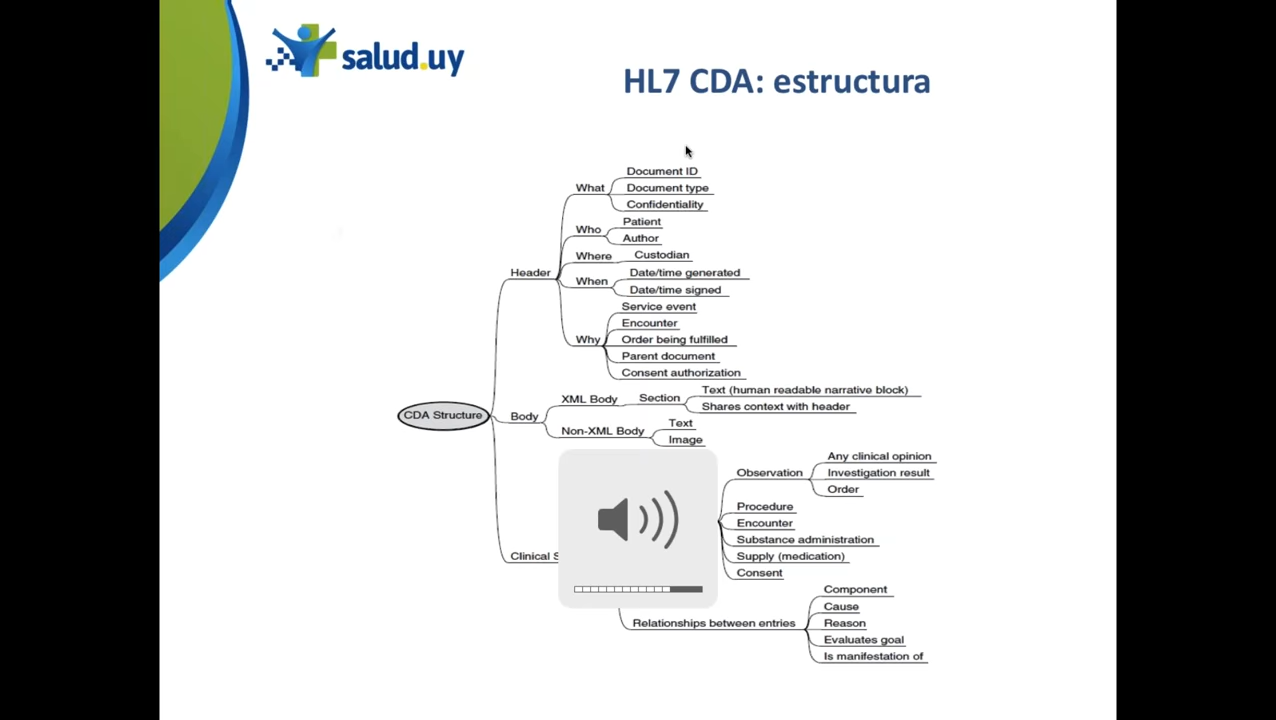 salud.uy
HL7 CDA: estructura
Document ID
What
Document type
Confidentiality
Patient
Who
Author
Where
Custodian
Header
Date/time generated
When
Date/time signed
Service event
Encounter
Why
Order being fulfilled
Parent document
Consent authorization
Text (human readable narrative block)
XML Body
Section
Shares context with header
CDA Structure
Body
Text
Non-XML Body
Image
Any clinical opinion
Observation
Investigation result
Order
Procedure
Encounter
Substance administration
Clinical
Supply (medication)
Consent
Component
Cause
Relationships between entries
Reason
Evaluates goal
Is manifestation of